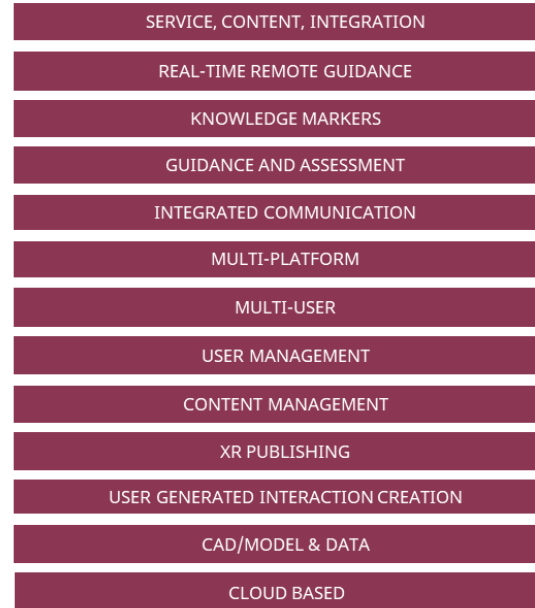 SERVICE, CONTENT, INTEGRATION
REAL-TIME REMOTE GUIDANCE
KNOWLEDGE MARKERS
GUIDANCE AND ASSESSMENT
INTEGRATED COMMUNICATION
MULTI-PLATFORM
MULTI-USER
USER MANAGEMENT
CONTENT MANAGEMENT
XR PUBLISHING
USER GENERATED INTERACTION CREATION
CAD/MODEL & DATA
CLOUD BASED